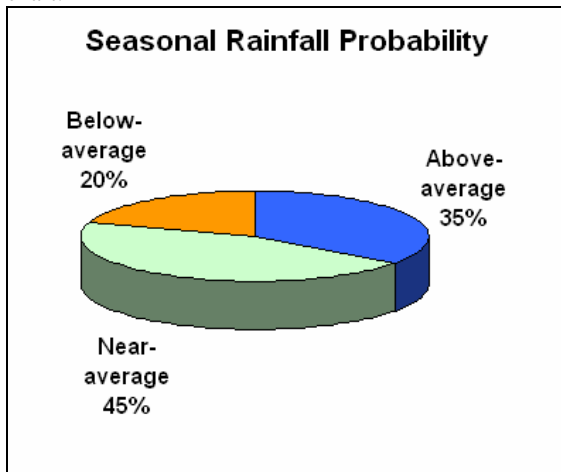 Seasonal Rainfall Probability
Below-
average
20%
Above-
average
35%
Near-
average
45%